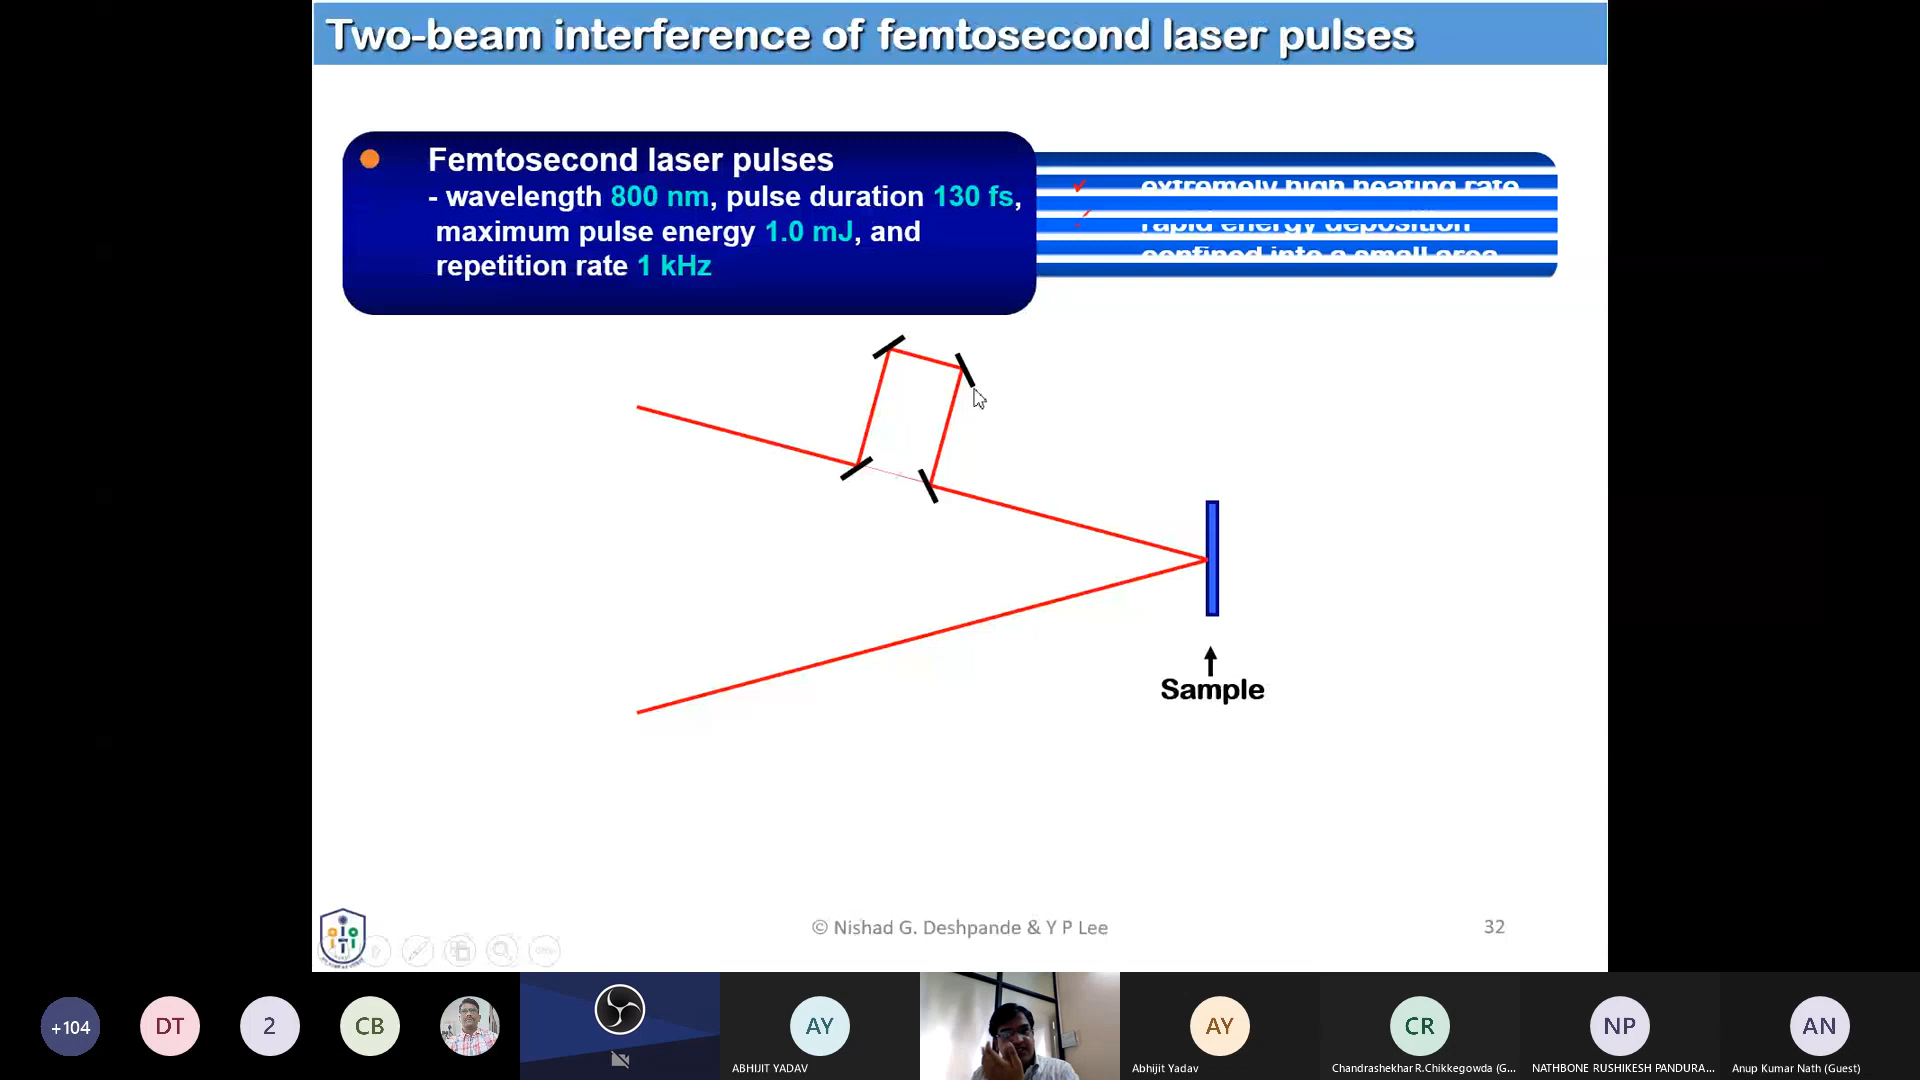 Two-beam interference of femtosecond laser pulses
Femtosecond laser pulses
- wavelength 800 nm, pulse duration 130 fs,
maximum pulse energy 1.0 mJ, and
repetition rate 1 kHz
extremely high heating rate
rapid energy deposition
confined into a small area
Sample
© Nishad G. Deshpande & Y P Lee
32
+104
DT
2
CB
AY
ABHIJIT YADAV
AY
Abhijit Yadav
CR
Chandrashekhar R.Chikkegowda (G...
NP
NATHBONE RUSHIKESH PANDURA...
AN
Anup Kumar Nath (Guest)